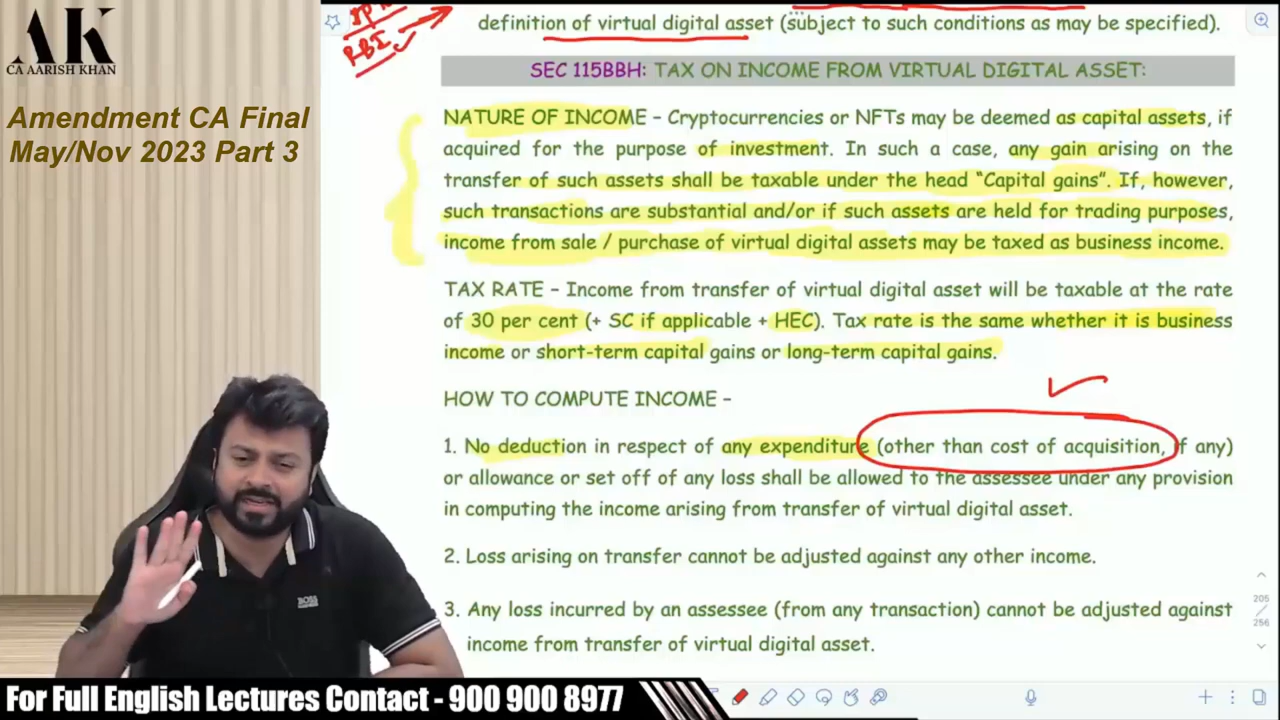 AK
CA AARISH KHAN
Amendment CA Final
May/Nov 2023 Part 3
RBI
definition of virtual digital asset (subject to such conditions as may be specified).
SEC 115BBH: TAX ON INCOME FROM VIRTUAL DIGITAL ASSET:
NATURE OF INCOME – Cryptocurrencies or NFTs may be deemed as capital assets, if
acquired for the purpose of investment. In such a case, any gain arising on the
transfer of such assets shall be taxable under the head “Capital gains”. If, however,
such transactions are substantial and/or if such assets are held for trading purposes,
income from sale / purchase of virtual digital assets may be taxed as business income.
TAX RATE – Income from transfer of virtual digital asset will be taxable at the rate
of 30 per cent (+ SC if applicable + HEC). Tax rate is the same whether it is business
income or short-term capital gains or long-term capital gains.
HOW TO COMPUTE INCOME –
1. No deduction in respect of any expenditure (other than cost of acquisition, if any)
or allowance or set off of any loss shall be allowed to the assessee under any provision
in computing the income arising from transfer of virtual digital asset.
2. Loss arising on transfer cannot be adjusted against any other income.
3. Any loss incurred by an assessee (from any transaction) cannot be adjusted against
income from transfer of virtual digital asset.
205
256
BOSS
For Full English Lectures Contact - 900 900 8977